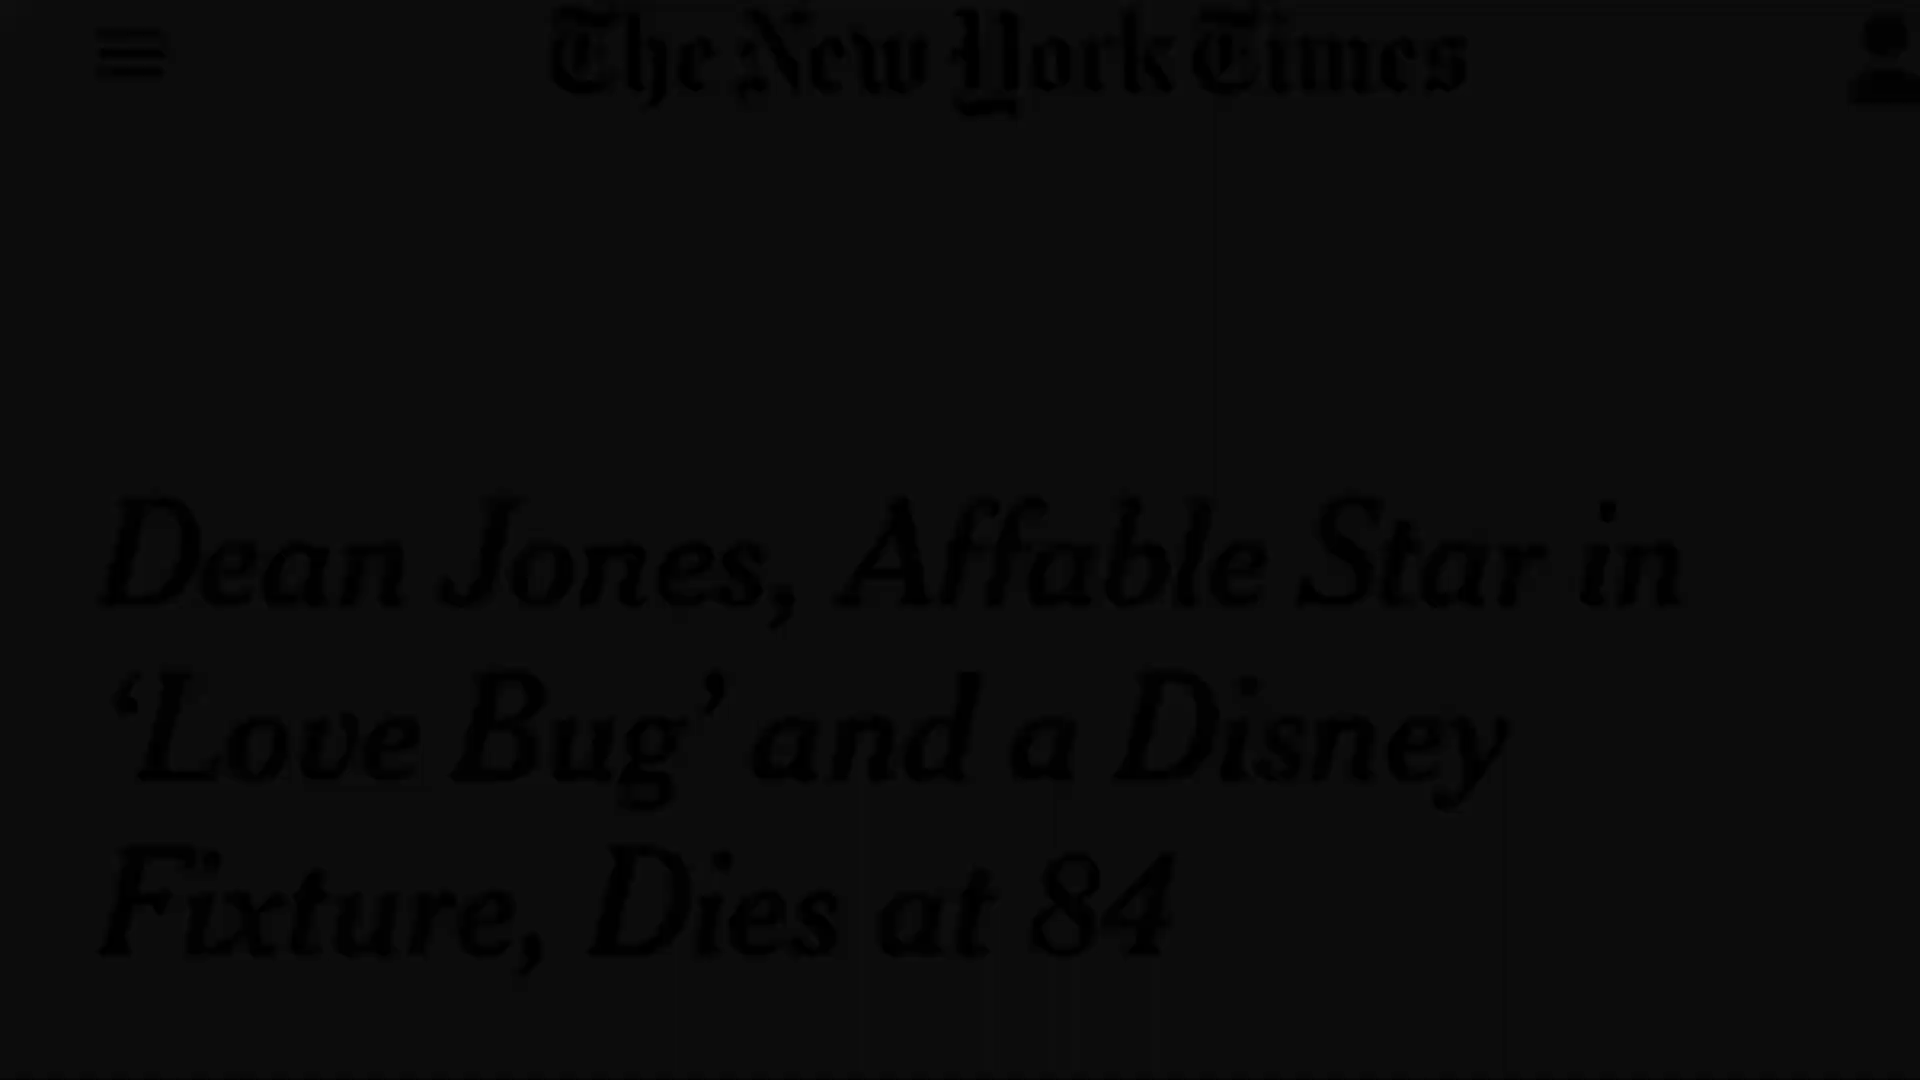 The New York Times
Dean Jones, Affable Star in
‘Love Bug’ and a Disney
Fixture, Dies at 84